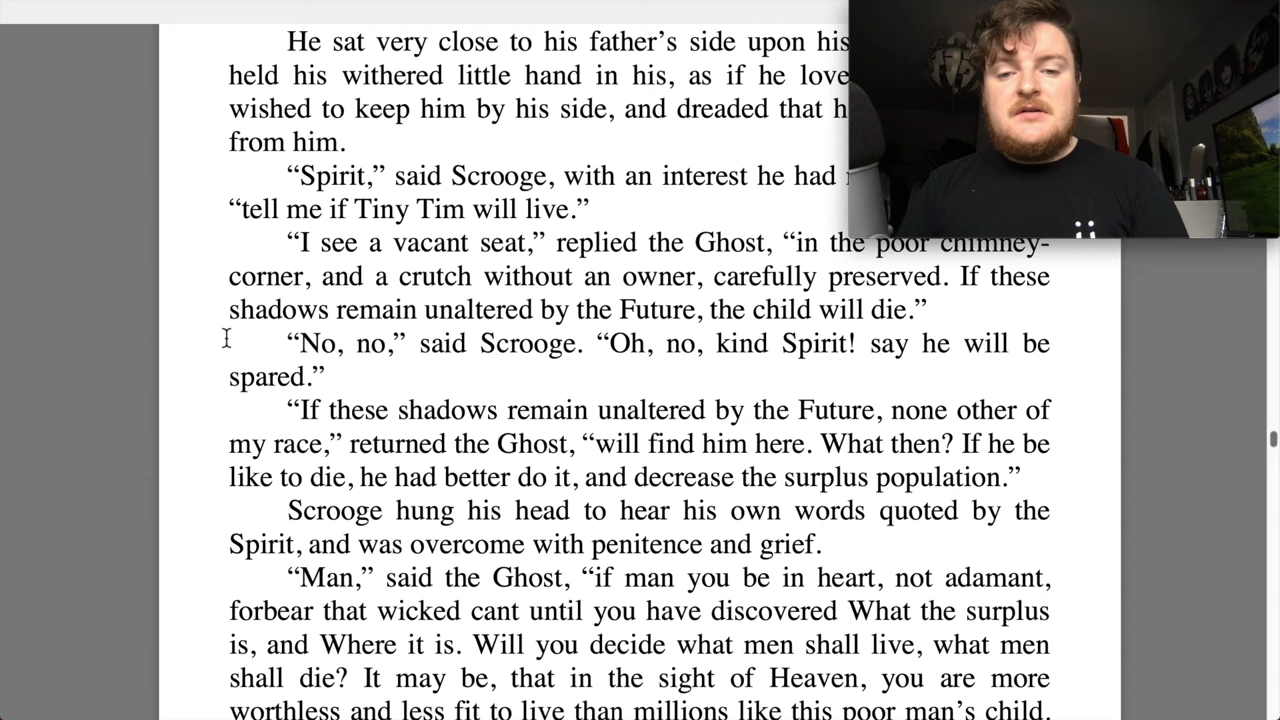 He sat very close to his father’s side upon his
held his withered little hand in his, as if he love
wished to keep him by his side, and dreaded that h
from him.
“Spirit,” said Scrooge, with an interest he had
“tell me if Tiny Tim will live.”
“I see a vacant seat,” replied the Ghost, “in the poor chimney-
corner, and a crutch without an owner, carefully preserved. If these
shadows remain unaltered by the Future, the child will die.”
“No, no,” said Scrooge. “Oh, no, kind Spirit! say he will be
spared.”
“If these shadows remain unaltered by the Future, none other of
my race,” returned the Ghost, “will find him here. What then? If he be
like to die, he had better do it, and decrease the surplus population.”
Scrooge hung his head to hear his own words quoted by the
Spirit, and was overcome with penitence and grief.
“Man,” said the Ghost, “if man you be in heart, not adamant,
forbear that wicked cant until you have discovered What the surplus
is, and Where it is. Will you decide what men shall live, what men
shall die? It may be, that in the sight of Heaven, you are more
worthless and less fit to live than millions like this poor man’s child.